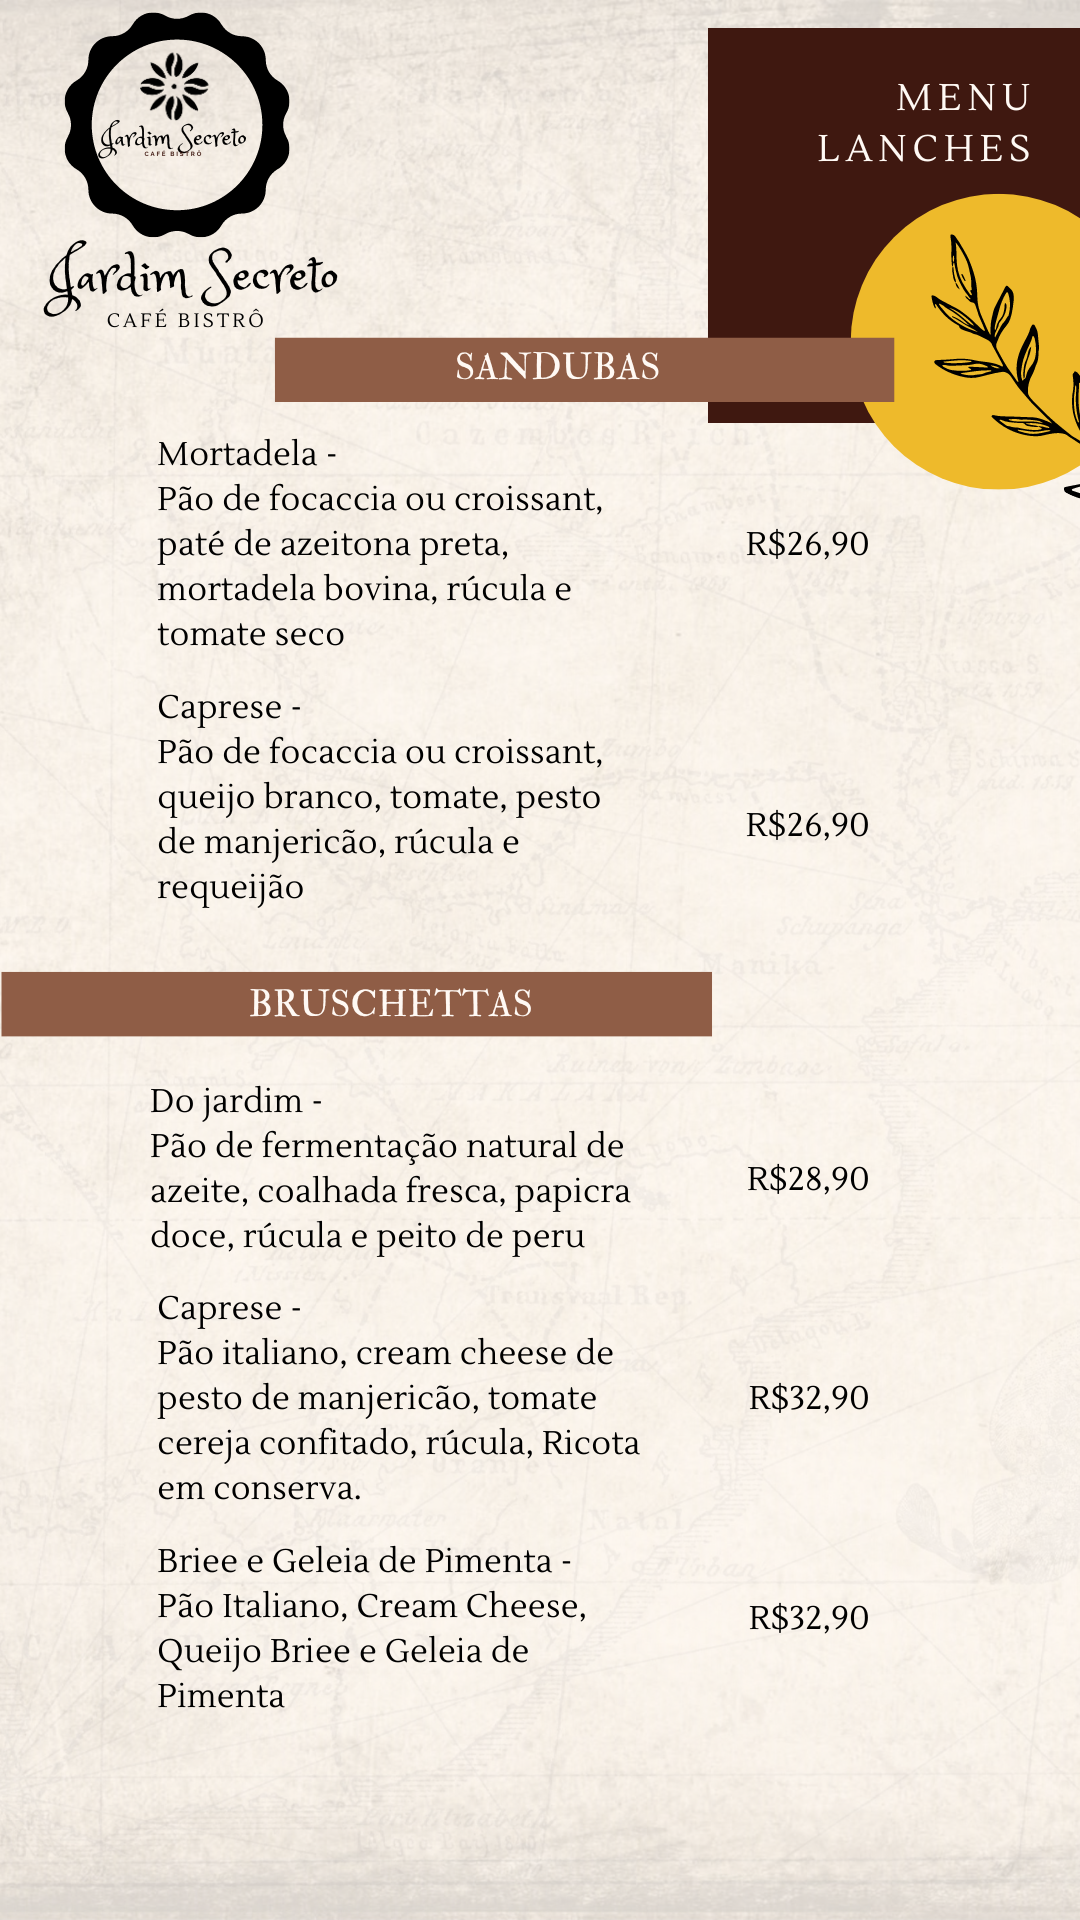 Jardim Secreto
CAFÉ BISTRÔ
Jardim Secreto
CAFÉ BISTRÔ
MENU
LANCHES
SANDUBAS
Mortadela -
Pão de focaccia ou croissant,
paté de azeitona preta,
mortadela bovina, rúcula e
tomate seco
R$26,90
Caprese -
Pão de focaccia ou croissant,
queijo branco, tomate, pesto
de manjericão, rúcula e
requeijão
R$26,90
BRUSCHETTAS
Do jardim -
Pão de fermentação natural de
azeite, coalhada fresca, papicra
doce, rúcula e peito de peru
R$28,90
Caprese -
Pão italiano, cream cheese de
pesto de manjericão, tomate
cereja confitado, rúcula, Ricota
em conserva.
R$32,90
Briee e Geleia de Pimenta -
Pão Italiano, Cream Cheese,
Queijo Briee e Geleia de
Pimenta
R$32,90